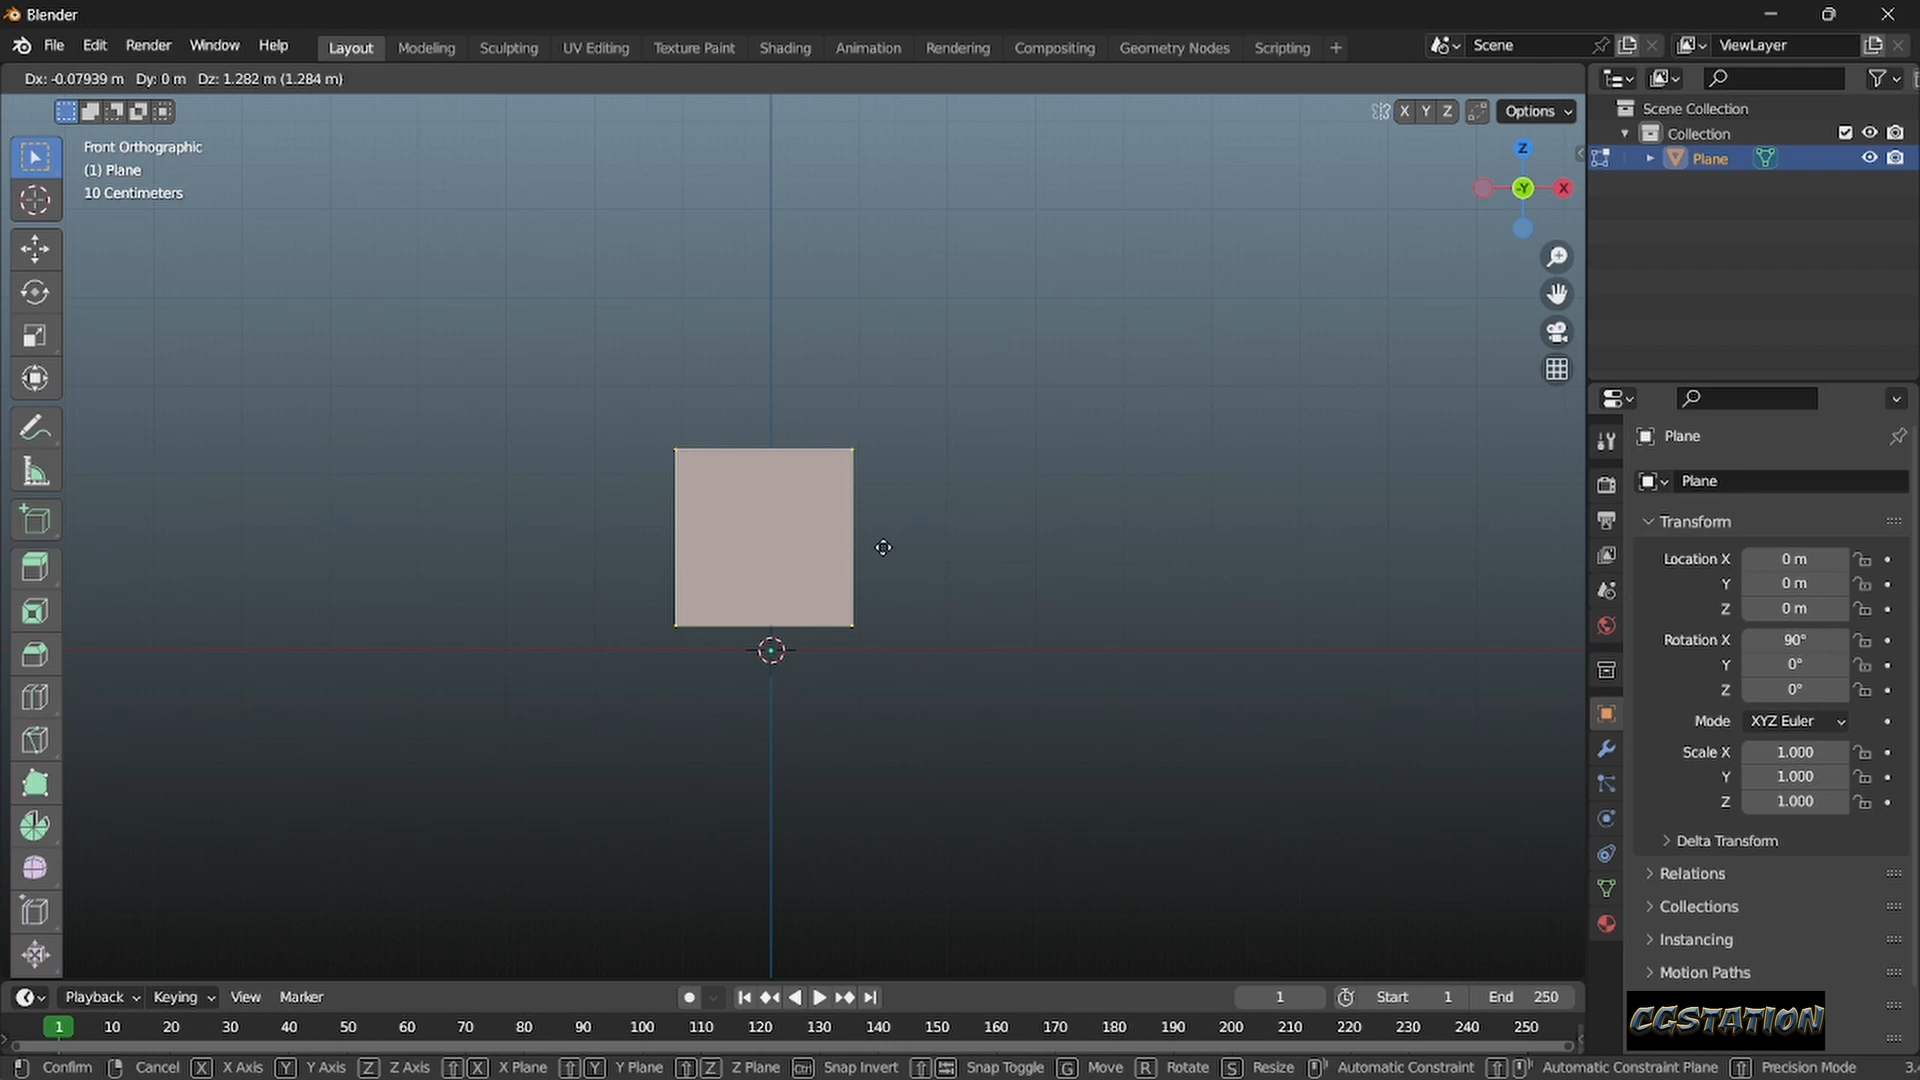 Blender
File Edit Render Window Help Layout Modeling Sculpting UV Editing Texture Paint Shading Animation Rendering Compositing Geometry Nodes Scripting + Scene ViewLayer
Dx: -0.07939 m Dy: 0 m Dz: 1.282 m (1.284 m)
X Y Z Options
Front Orthographic
(1) Plane
10 Centimeters
Z
-Y
X
Scene Collection
Collection
Plane
Plane
Plane
Transform
Location X 0 m
Y 0 m
Z 0 m
Rotation X 90°
Y 0°
Z 0°
Mode XYZ Euler
Scale X 1.000
Y 1.000
Z 1.000
Delta Transform
Relations
Collections
Instancing
Motion Paths
CGSTATION
Playback Keying View Marker 1 Start 1 End 250
1 10 20 30 40 50 60 70 80 90 100 110 120 130 140 150 160 170 180 190 200 210 220 230 240 250
Confirm Cancel X X Axis Y Y Axis Z Z Axis X X Plane Y Y Plane Z Z Plane Ctrl Snap Invert Snap Toggle G Move R Rotate S Resize Automatic Constraint Automatic Constraint Plane Precision Mode